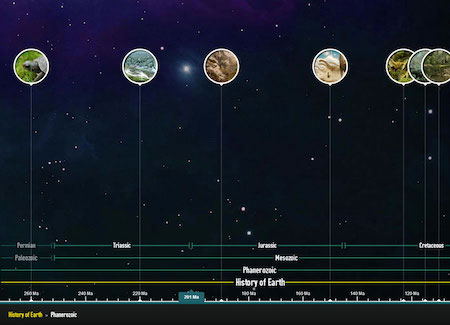 Permian Triassic Jurassic Cretaceous
Paleozoic Mesozoic
Phanerozoic
History of Earth
260 Ma 240 Ma 220 Ma 201 Ma 180 Ma 160 Ma 140 Ma 120 Ma
History of Earth > Phanerozoic